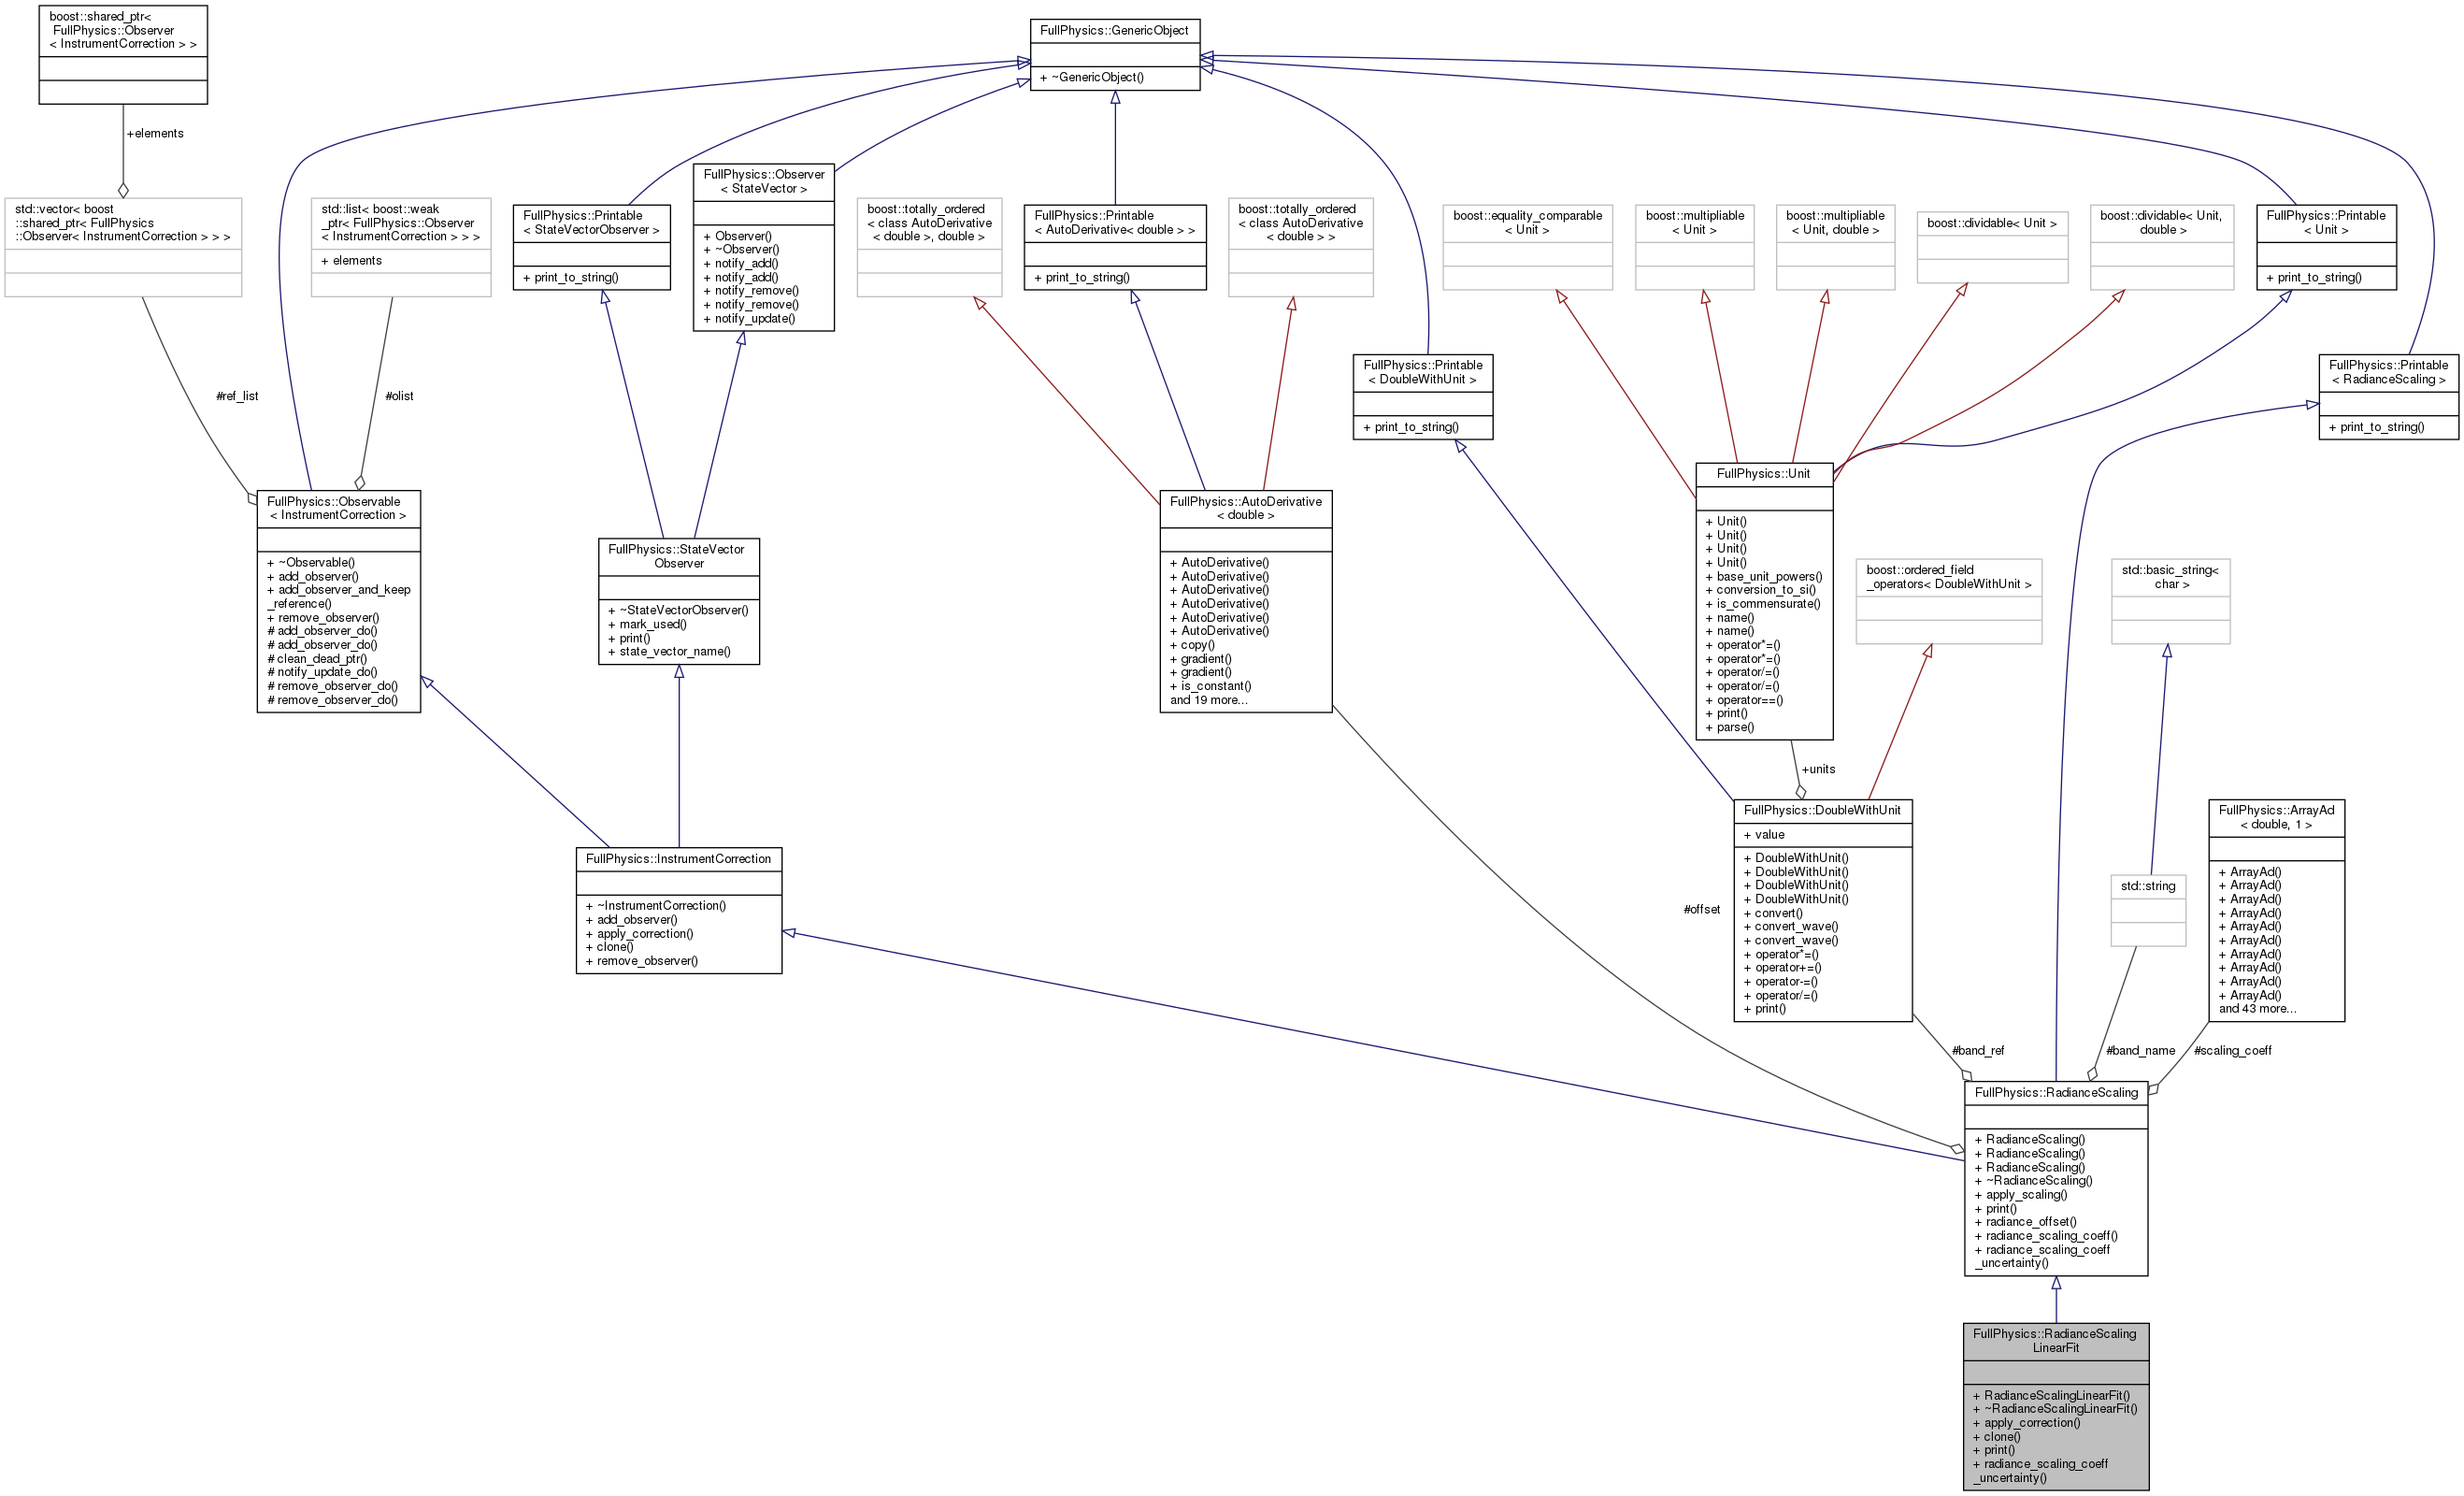 boost::shared_ptr<
FullPhysics::Observer
< InstrumentCorrection > >
FullPhysics::GenericObject
+ ~GenericObject()
+elements
std::vector< boost
::shared_ptr< FullPhysics
::Observer< InstrumentCorrection > > >
std::list< boost::weak
_ptr< FullPhysics::Observer
< InstrumentCorrection > > >
+ elements
FullPhysics::Printable
< StateVectorObserver >
+ print_to_string()
FullPhysics::Observer
< StateVector >
+ Observer()
+ ~Observer()
+ notify_add()
+ notify_add()
+ notify_remove()
+ notify_remove()
+ notify_update()
boost::totally_ordered
< class AutoDerivative
< double >, double >
FullPhysics::Printable
< AutoDerivative< double > >
+ print_to_string()
boost::totally_ordered
< class AutoDerivative
< double > >
FullPhysics::Printable
< DoubleWithUnit >
+ print_to_string()
boost::equality_comparable
< Unit >
boost::multipliable
< Unit >
boost::multipliable
< Unit, double >
boost::dividable< Unit >
boost::dividable< Unit,
double >
FullPhysics::Printable
< Unit >
+ print_to_string()
FullPhysics::Printable
< RadianceScaling >
+ print_to_string()
#ref_list
#olist
FullPhysics::Observable
< InstrumentCorrection >
+ ~Observable()
+ add_observer()
+ add_observer_and_keep
_reference()
+ remove_observer()
# add_observer_do()
# add_observer_do()
# clean_dead_ptr()
# notify_update_do()
# remove_observer_do()
# remove_observer_do()
FullPhysics::StateVector
Observer
+ ~StateVectorObserver()
+ mark_used()
+ print()
+ state_vector_name()
FullPhysics::AutoDerivative
< double >
+ AutoDerivative()
+ AutoDerivative()
+ AutoDerivative()
+ AutoDerivative()
+ AutoDerivative()
+ AutoDerivative()
+ copy()
+ gradient()
+ gradient()
+ is_constant()
and 19 more...
FullPhysics::Unit
+ Unit()
+ Unit()
+ Unit()
+ Unit()
+ base_unit_powers()
+ conversion_to_si()
+ is_commensurate()
+ name()
+ name()
+ operator*=()
+ operator*=()
+ operator/=()
+ operator/=()
+ operator==()
+ print()
+ parse()
boost::ordered_field
_operators< DoubleWithUnit >
std::basic_string<
char >
+units
FullPhysics::InstrumentCorrection
+ ~InstrumentCorrection()
+ add_observer()
+ apply_correction()
+ clone()
+ remove_observer()
#offset
FullPhysics::DoubleWithUnit
+ value
+ DoubleWithUnit()
+ DoubleWithUnit()
+ DoubleWithUnit()
+ DoubleWithUnit()
+ convert()
+ convert_wave()
+ convert_wave()
+ operator*=()
+ operator+=()
+ operator-=()
+ operator/=()
+ print()
std::string
FullPhysics::ArrayAd
< double, 1 >
+ ArrayAd()
+ ArrayAd()
+ ArrayAd()
+ ArrayAd()
+ ArrayAd()
+ ArrayAd()
+ ArrayAd()
+ ArrayAd()
+ ArrayAd()
+ ArrayAd()
and 43 more...
#band_ref
#band_name
#scaling_coeff
FullPhysics::RadianceScaling
+ RadianceScaling()
+ RadianceScaling()
+ RadianceScaling()
+ ~RadianceScaling()
+ apply_scaling()
+ print()
+ radiance_offset()
+ radiance_scaling_coeff()
+ radiance_scaling_coeff
_uncertainty()
FullPhysics::RadianceScaling
LinearFit
+ RadianceScalingLinearFit()
+ ~RadianceScalingLinearFit()
+ apply_correction()
+ clone()
+ print()
+ radiance_scaling_coeff
_uncertainty()